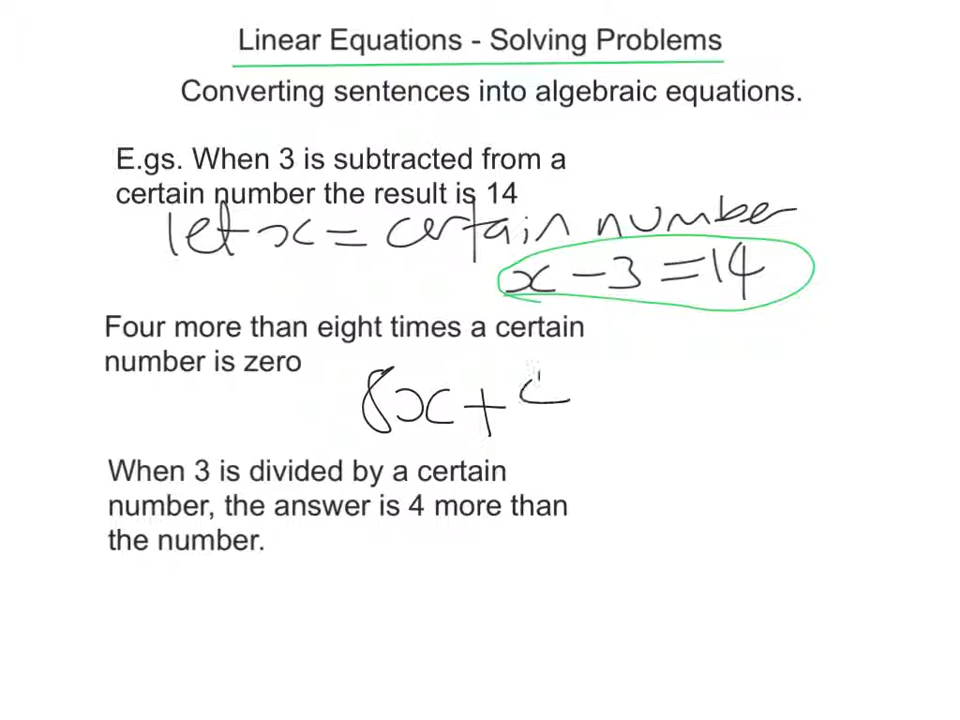 Linear Equations - Solving Problems
Converting sentences into algebraic equations.
E.gs. When 3 is subtracted from a
certain number the result is 14
let x = certain number
x - 3 = 14
Four more than eight times a certain
number is zero
8x +
When 3 is divided by a certain
number, the answer is 4 more than
the number.